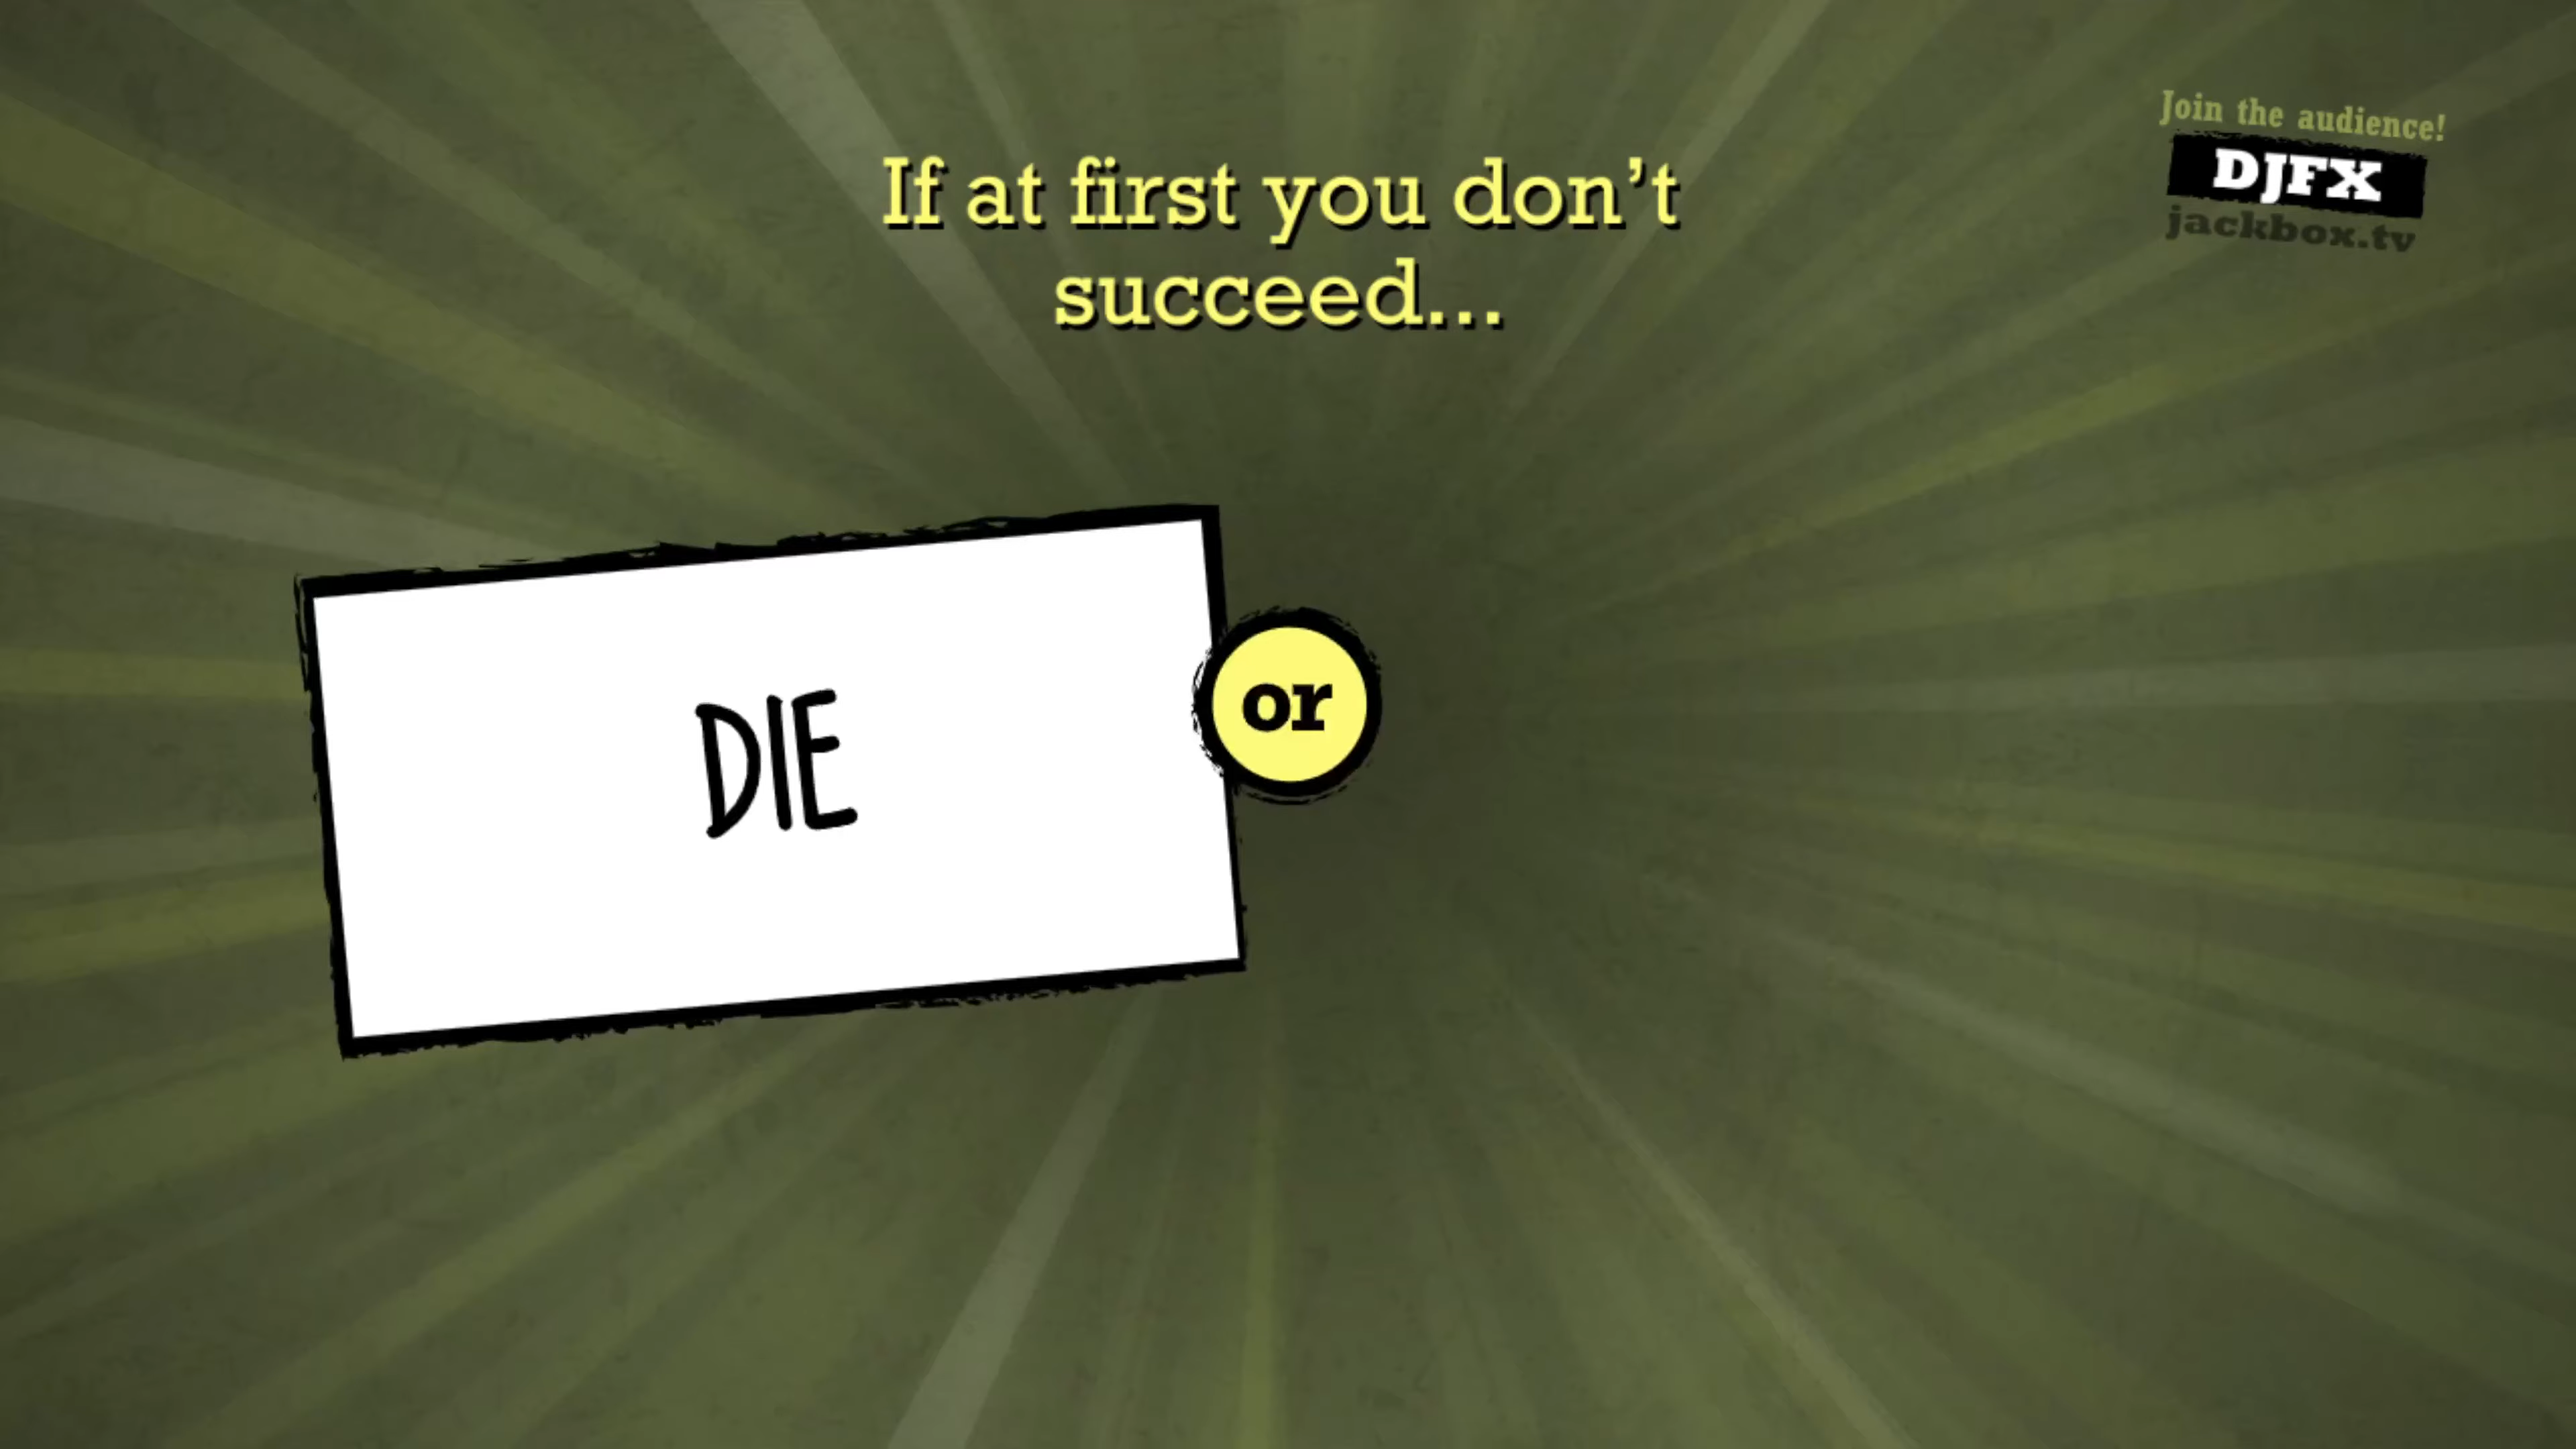 If at first you don't
succeed...
Join the audience!
DJFX
jackbox.tv
DIE
or